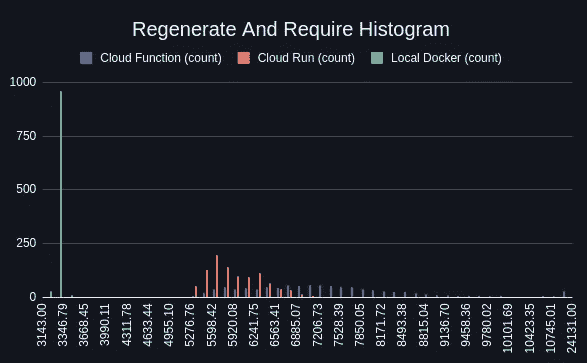 Regenerate And Require Histogram
Cloud Function (count) Cloud Run (count) Local Docker (count)
1000
750
500
250
0
3143.00 3346.79 3668.45 3990.11 4311.78 4633.44 4955.10 5276.76 5598.42 5920.08 6241.75 6563.41 6885.07 7206.73 7528.39 7850.05 8171.72 8493.38 8815.04 9136.70 9458.36 9780.02 10101.69 10423.35 10745.01 24131.00